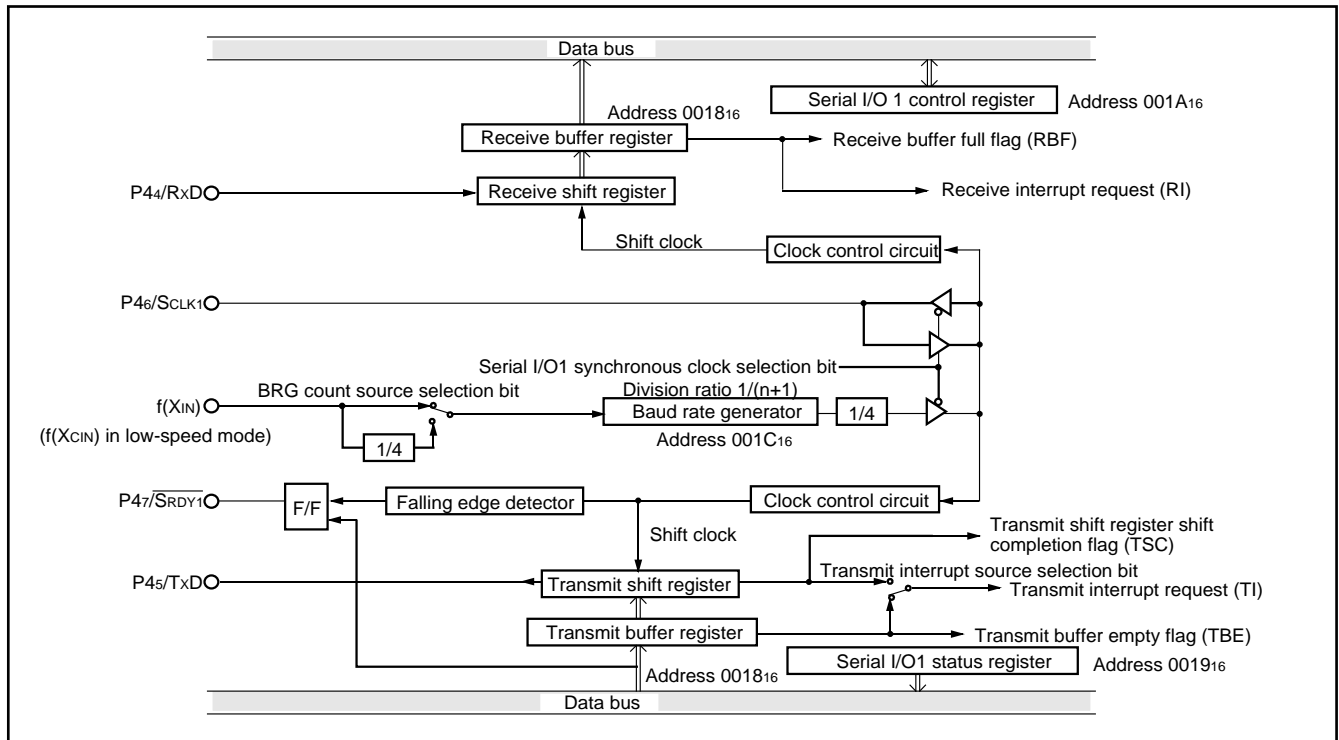 Data bus
Serial I/O 1 control register Address 001A16
Address 001816
Receive buffer register Receive buffer full flag (RBF)
P44/RXD Receive shift register Receive interrupt request (RI)
Shift clock Clock control circuit
P46/SCLK1
Serial I/O1 synchronous clock selection bit
BRG count source selection bit Division ratio 1/(n+1)
f(XIN) Baud rate generator 1/4
(f(XCIN) in low-speed mode) 1/4 Address 001C16
P47/SRDY1 F/F Falling edge detector Clock control circuit
Shift clock
Transmit shift register shift
completion flag (TSC)
P45/TXD Transmit shift register Transmit interrupt source selection bit
Transmit interrupt request (TI)
Transmit buffer register Transmit buffer empty flag (TBE)
Address 001816 Serial I/O1 status register Address 001916
Data bus